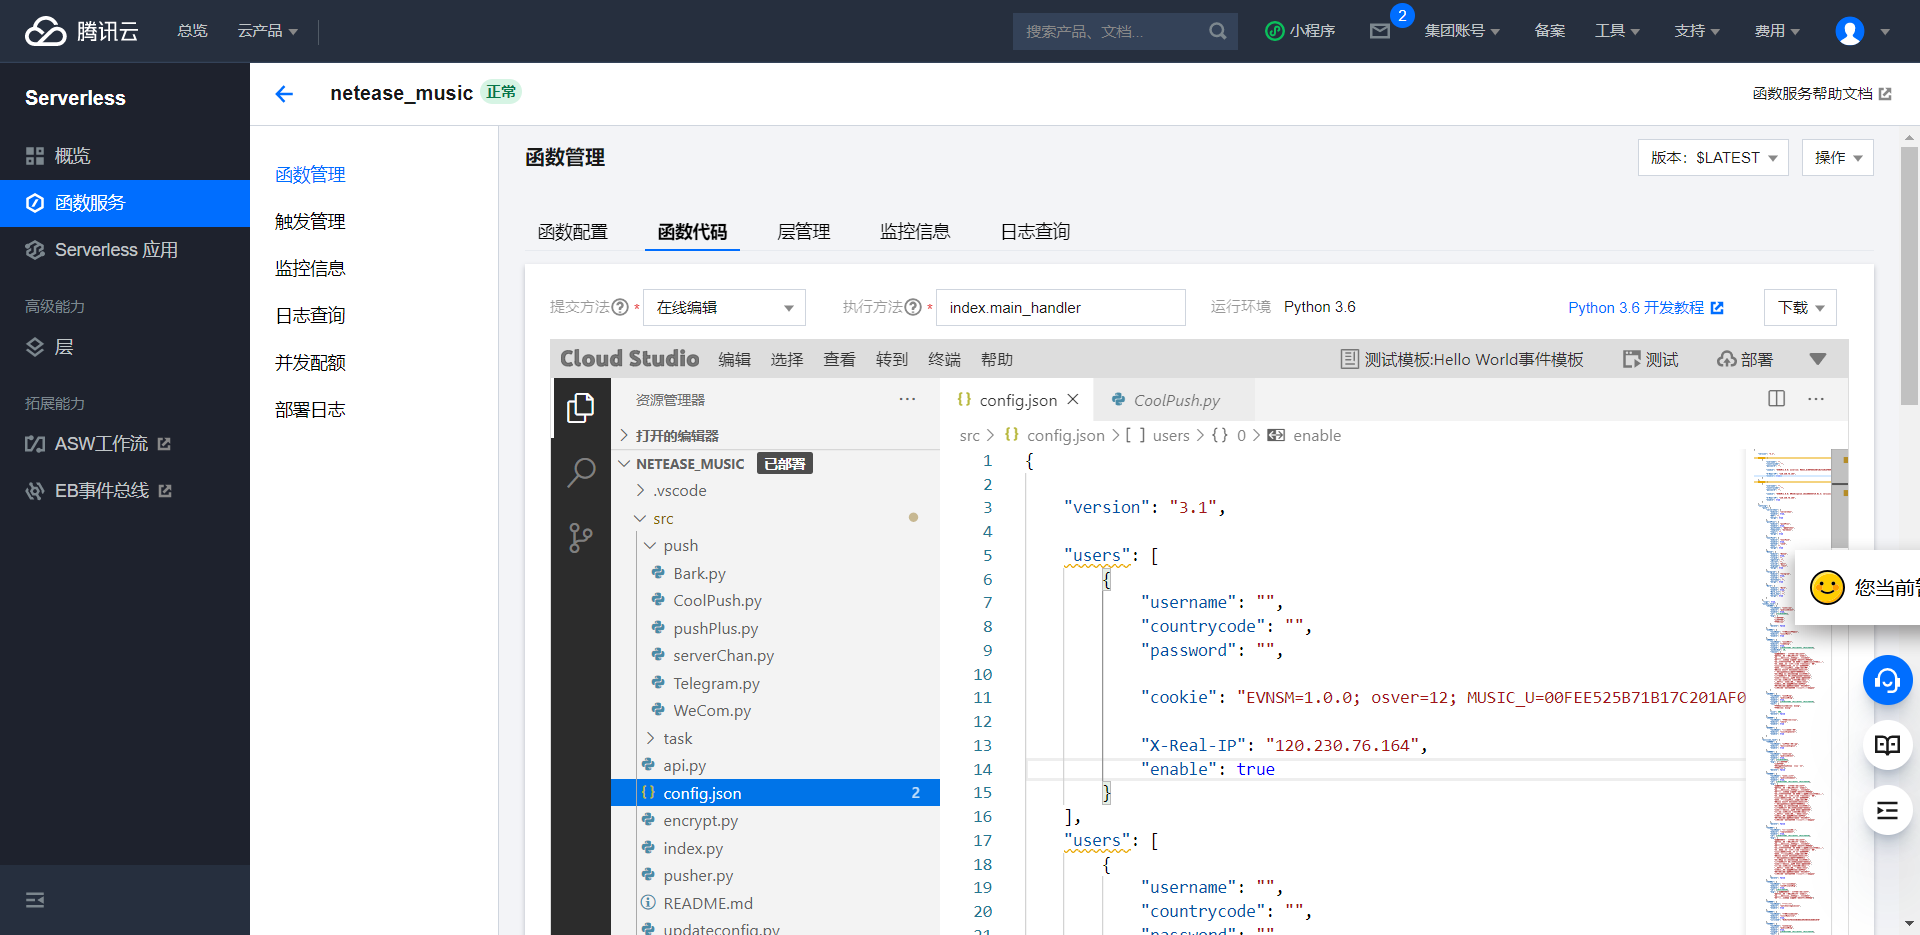 腾讯云
总览
云产品
搜索产品、文档...
小程序
2
集团账号
备案
工具
支持
费用
Serverless
概览
函数服务
Serverless 应用
高级能力
层
拓展能力
ASW工作流
EB事件总线
netease_music 正常
函数服务帮助文档
函数管理
触发管理
监控信息
日志查询
并发配额
部署日志
函数管理
版本: $LATEST
操作
函数配置
函数代码
层管理
监控信息
日志查询
提交方法 * 在线编辑
执行方法 * index.main_handler
运行环境 Python 3.6
Python 3.6 开发教程
下载
Cloud Studio 编辑 选择 查看 转到 终端 帮助
测试模板:Hello World事件模板
测试
部署
资源管理器 ...
打开的编辑器
NETEASE_MUSIC 已部署
.vscode
src
push
Bark.py
CoolPush.py
pushPlus.py
serverChan.py
Telegram.py
WeCom.py
task
api.py
{} config.json 2
encrypt.py
index.py
pusher.py
README.md
updateconfig.py
{} config.json
CoolPush.py
...
src > {} config.json > [ ] users > {} 0 > enable
1 {
2
3 "version": "3.1",
4
5 "users": [
6 {
7 "username": "",
8 "countrycode": "",
9 "password": "",
10
11 "cookie": "EVNSM=1.0.0; osver=12; MUSIC_U=00FEE525B71B17C201AF0
12
13 "X-Real-IP": "120.230.76.164",
14 "enable": true
15 }
16 ],
17 "users": [
18 {
19 "username": "",
20 "countrycode": "",
21 "password": ""
您当前